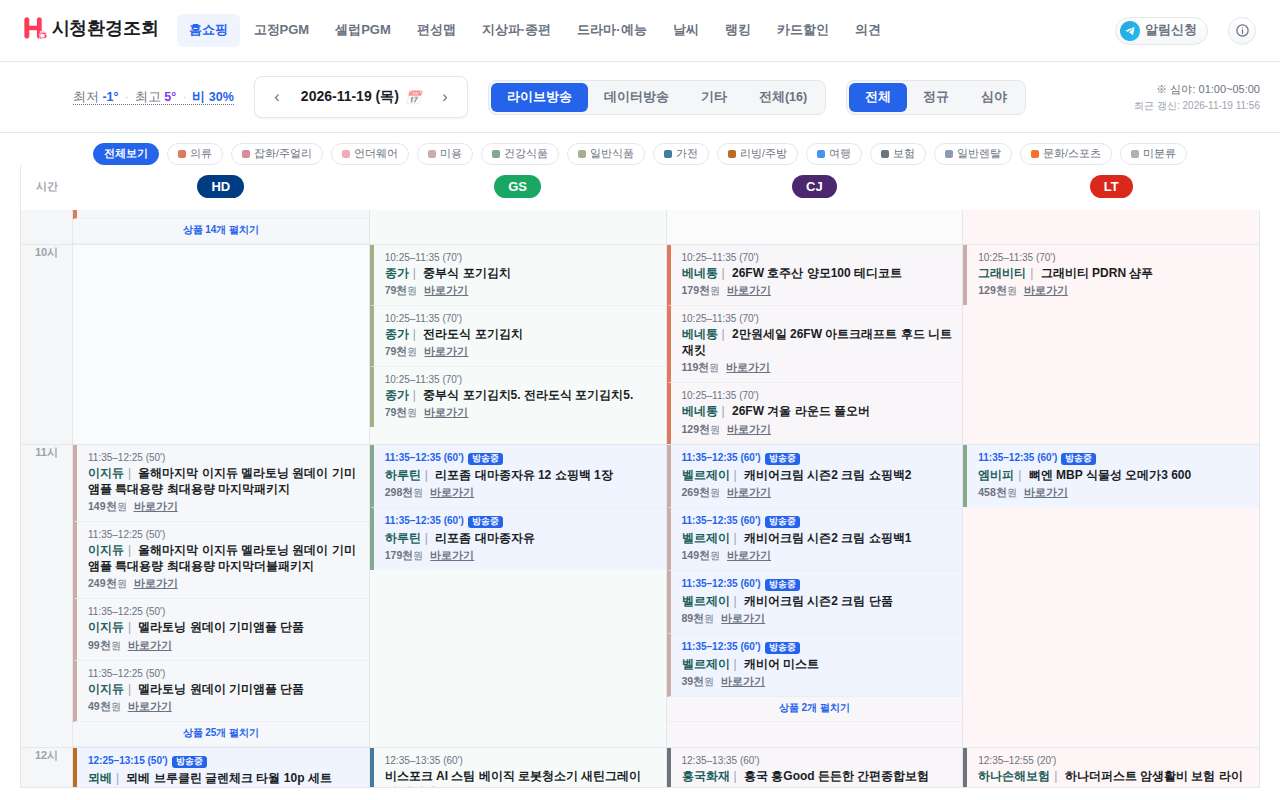 시청환경조회
홈쇼핑 고정PGM 셀럽PGM 편성맵 지상파·종편 드라마·예능 날씨 랭킹 카드할인 의견
알림신청
최저 -1° · 최고 5° · 비 30%
‹ 2026-11-19 (목) ›
라이브방송 데이터방송 기타 전체(16)
전체 정규 심야
※ 심야: 01:00~05:00
최근 갱신: 2026-11-19 11:56
전체보기 의류 잡화/주얼리 언더웨어 미용 건강식품 일반식품 가전 리빙/주방 여행 보험 일반렌탈 문화/스포츠 미분류
시간 HD GS CJ LT
상품 14개 펼치기
10시
10:25–11:35 (70')
종가 | 중부식 포기김치
79천원 바로가기
10:25–11:35 (70')
종가 | 전라도식 포기김치
79천원 바로가기
10:25–11:35 (70')
종가 | 중부식 포기김치5. 전라도식 포기김치5.
79천원 바로가기
10:25–11:35 (70')
베네통 | 26FW 호주산 양모100 테디코트
179천원 바로가기
10:25–11:35 (70')
베네통 | 2만원세일 26FW 아트크래프트 후드 니트
재킷
119천원 바로가기
10:25–11:35 (70')
베네통 | 26FW 겨울 라운드 풀오버
129천원 바로가기
10:25–11:35 (70')
그래비티 | 그래비티 PDRN 샴푸
129천원 바로가기
11시
11:35–12:25 (50')
이지듀 | 올해마지막 이지듀 멜라토닝 원데이 기미
앰플 특대용량 최대용량 마지막패키지
149천원 바로가기
11:35–12:25 (50')
이지듀 | 올해마지막 이지듀 멜라토닝 원데이 기미
앰플 특대용량 최대용량 마지막더블패키지
249천원 바로가기
11:35–12:25 (50')
이지듀 | 멜라토닝 원데이 기미앰플 단품
99천원 바로가기
11:35–12:25 (50')
이지듀 | 멜라토닝 원데이 기미앰플 단품
49천원 바로가기
상품 25개 펼치기
11:35–12:35 (60') 방송중
하루틴 | 리포좀 대마종자유 12 쇼핑백 1장
298천원 바로가기
11:35–12:35 (60') 방송중
하루틴 | 리포좀 대마종자유
179천원 바로가기
11:35–12:35 (60') 방송중
벨르제이 | 캐비어크림 시즌2 크림 쇼핑백2
269천원 바로가기
11:35–12:35 (60') 방송중
벨르제이 | 캐비어크림 시즌2 크림 쇼핑백1
149천원 바로가기
11:35–12:35 (60') 방송중
벨르제이 | 캐비어크림 시즌2 크림 단품
89천원 바로가기
11:35–12:35 (60') 방송중
벨르제이 | 캐비어 미스트
39천원 바로가기
상품 2개 펼치기
11:35–12:35 (60') 방송중
엠비피 | 뼈엔 MBP 식물성 오메가3 600
458천원 바로가기
12시
12:25–13:15 (50') 방송중
뫼베 | 뫼베 브루클린 글렌체크 타월 10p 세트
12:35–13:35 (60')
비스포크 AI 스팀 베이직 로봇청소기 새틴그레이
12:35–13:35 (60')
흥국화재 | 흥국 흥Good 든든한 간편종합보험
12:35–12:55 (20')
하나손해보험 | 하나더퍼스트 암생활비 보험 라이